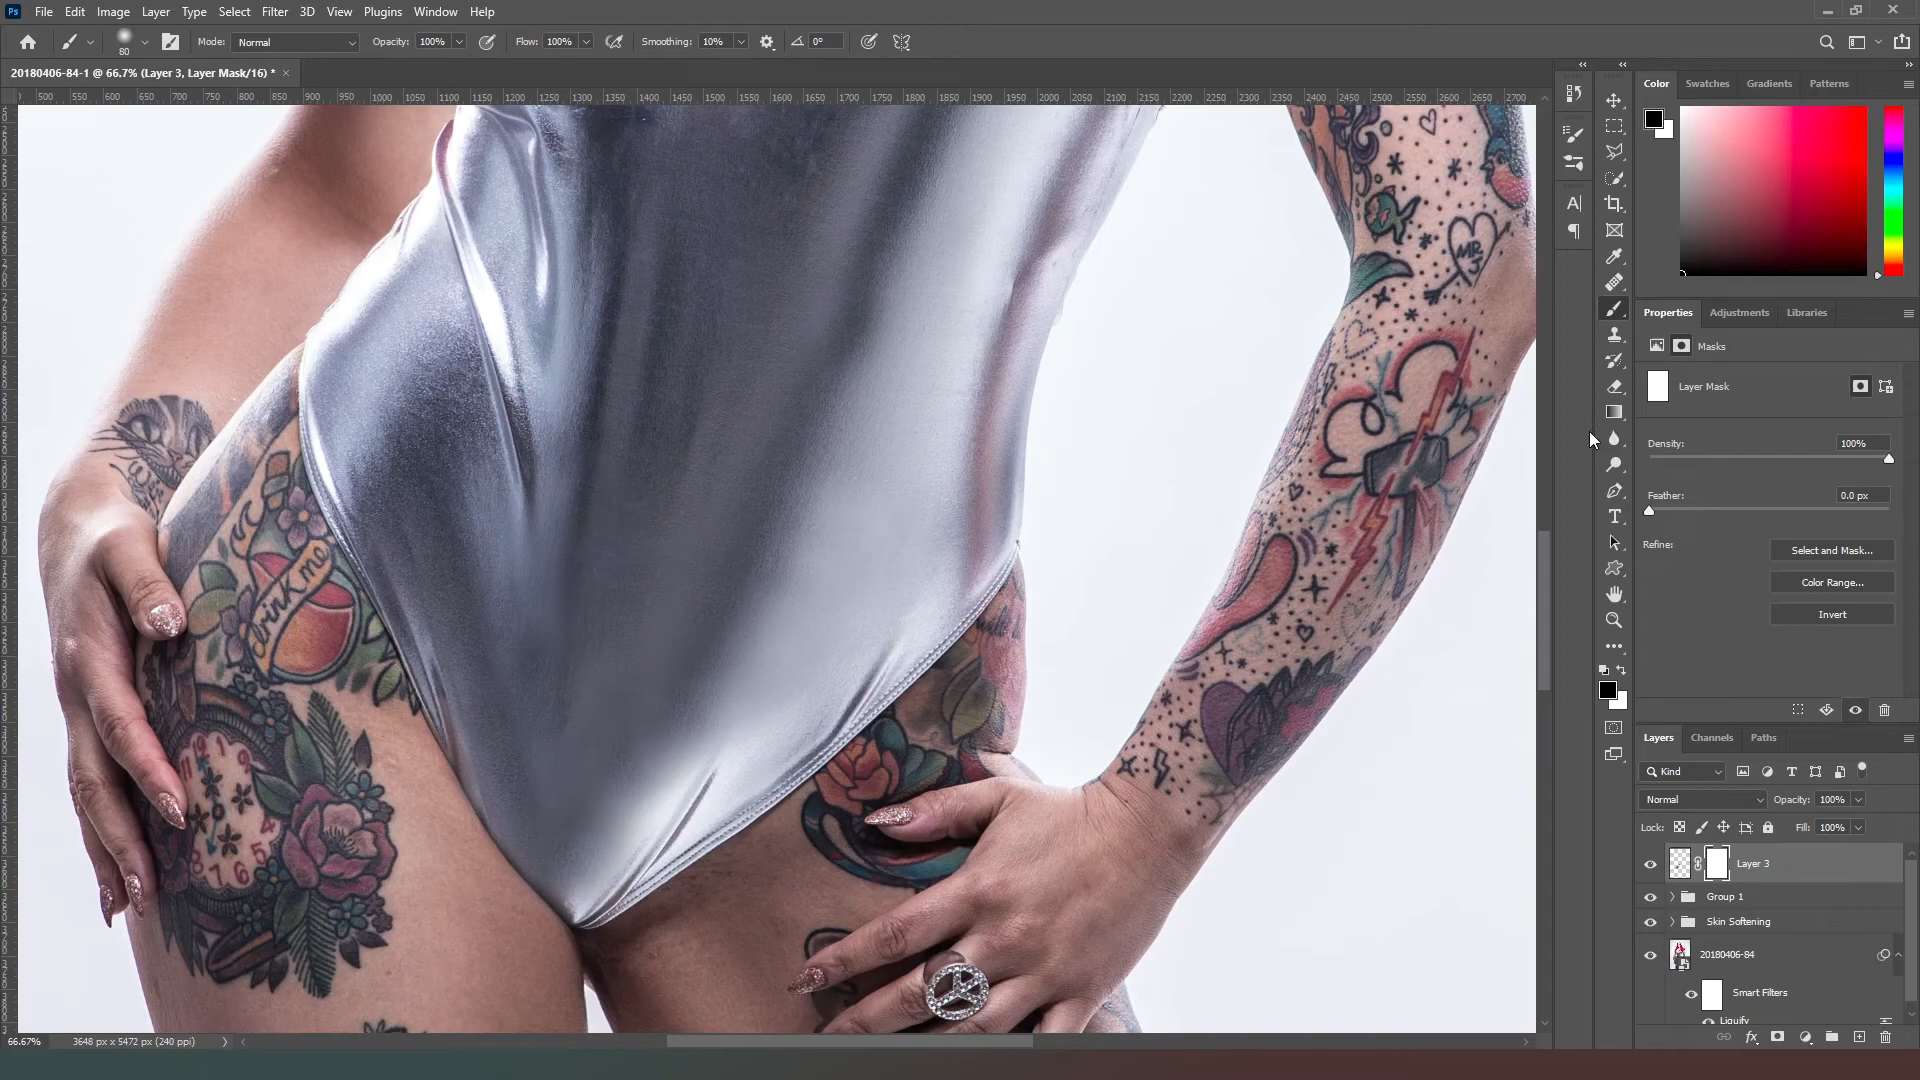 Ps File Edit Image Layer Type Select Filter 3D View Plugins Window Help
80 Mode: Normal Opacity: 100% Flow: 100% Smoothing: 10% 0°
20180406-84-1 @ 66.7% (Layer 3, Layer Mask/16) * ×
500 550 600 650 700 750 800 850 900 950 1000 1050 1100 1150 1200 1250 1300 1350 1400 1450 1500 1550 1600 1650 1700 1750 1800 1850 1900 1950 2000 2050 2100 2150 2200 2250 2300 2350 2400 2450 2500 2550 2600 2650 2700
Color Swatches Gradients Patterns
MR J
drink me
Properties Adjustments Libraries
Masks
Layer Mask
Density: 100%
Feather: 0.0 px
Refine: Select and Mask...
Color Range...
Invert
Layers Channels Paths
Kind
Normal Opacity: 100%
Lock: Fill: 100%
Layer 3
Group 1
Skin Softening
20180406-84
Smart Filters
Liquify
66.67% 3648 px x 5472 px (240 ppi)